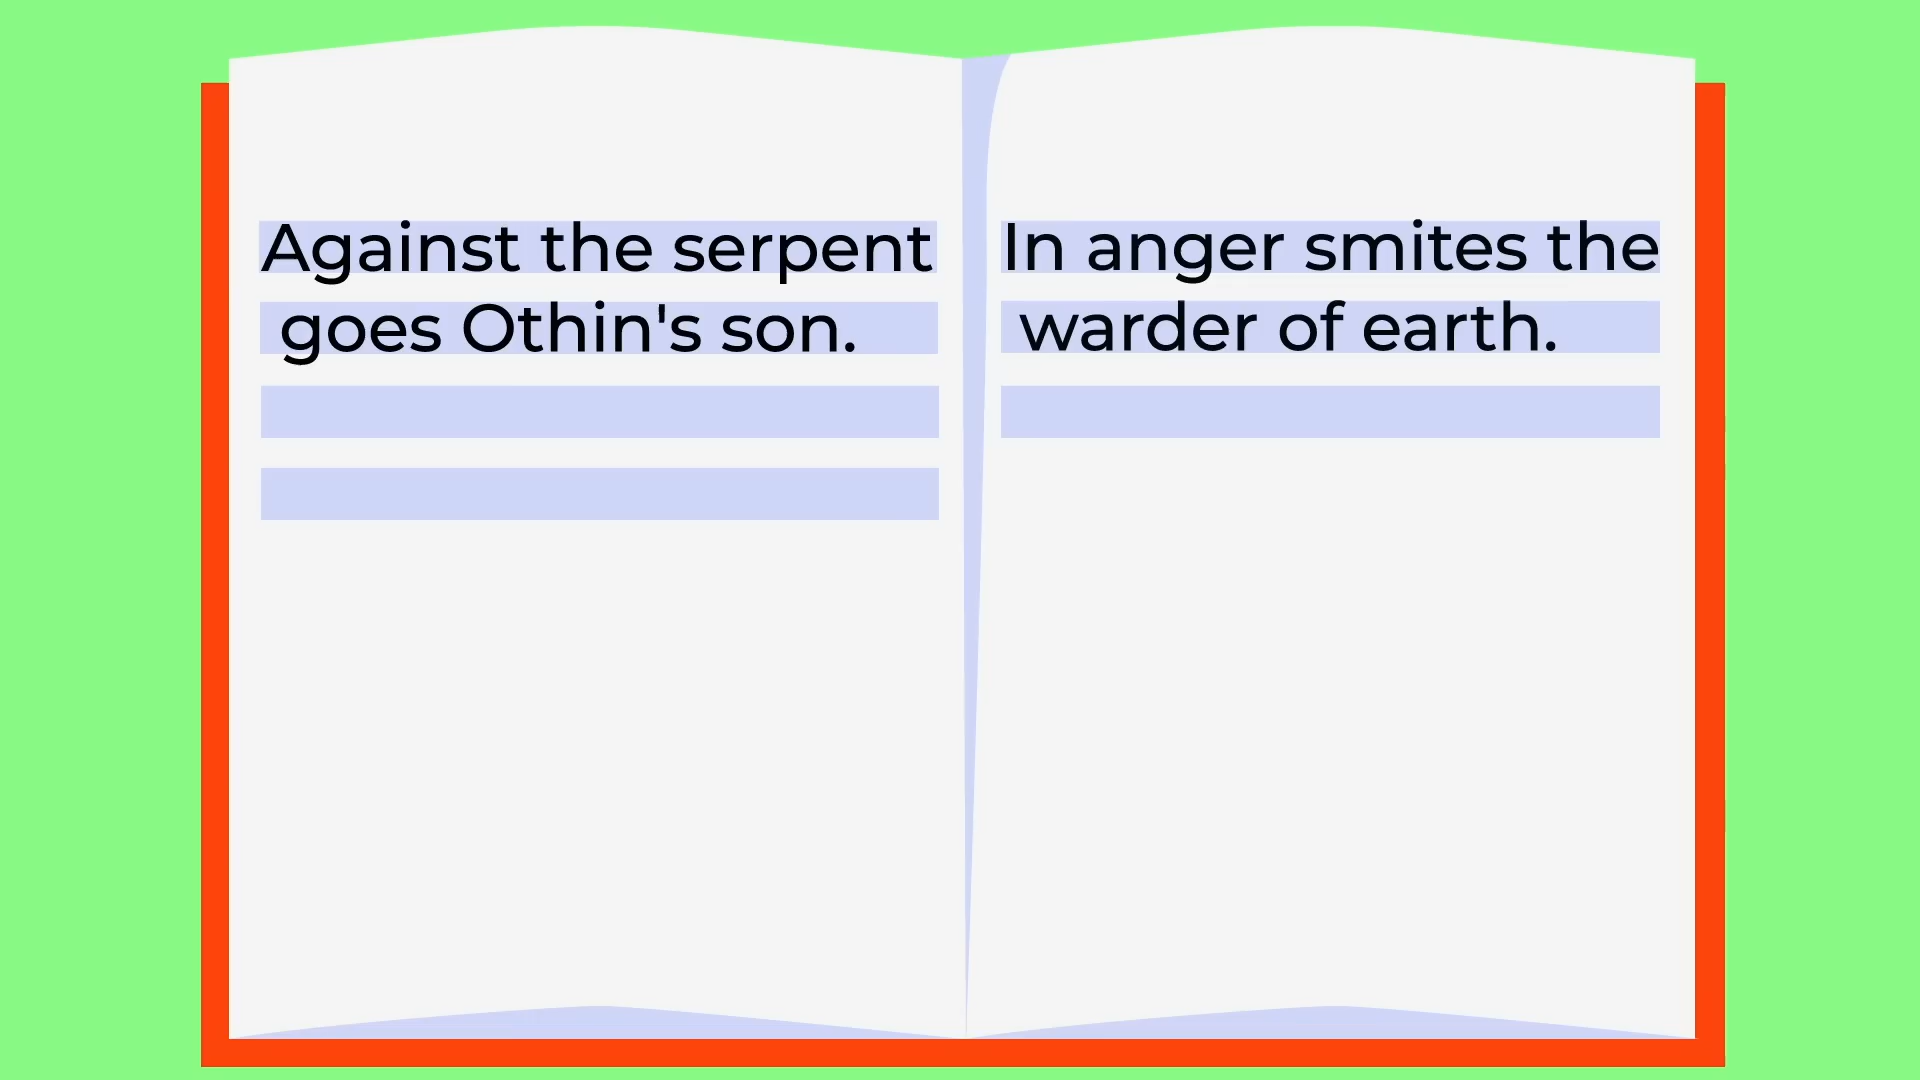 Against the serpent
goes Othin's son.
In anger smites the
warder of earth.